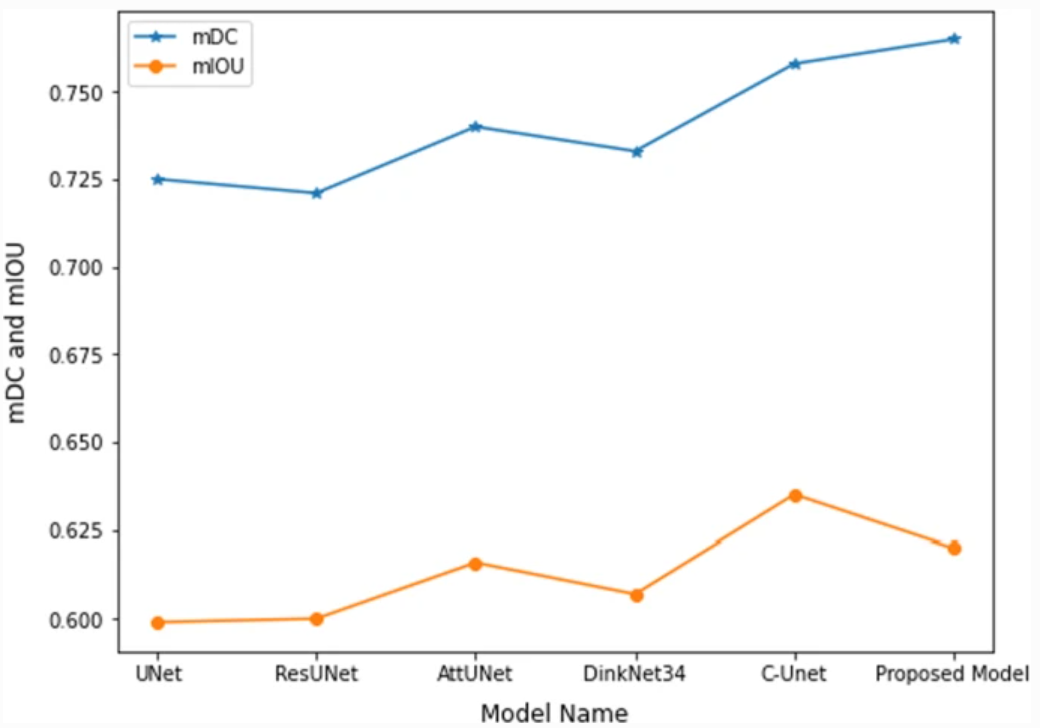 mDC
mIOU
mDC and mIOU
0.750
0.725
0.700
0.675
0.650
0.625
0.600
UNet ResUNet AttUNet DinkNet34 C-Unet Proposed Model
Model Name